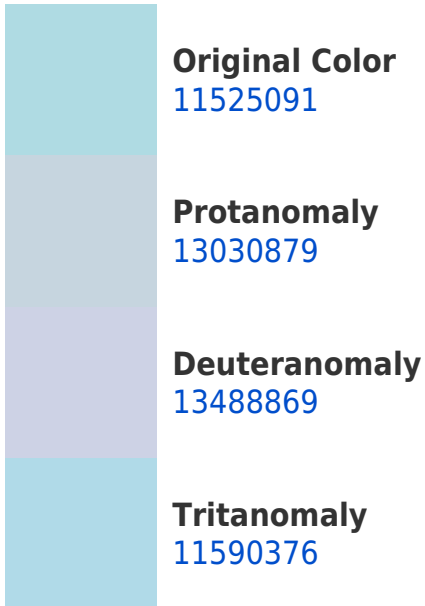 Original Color
11525091
Protanomaly
13030879
Deuteranomaly
13488869
Tritanomaly
11590376